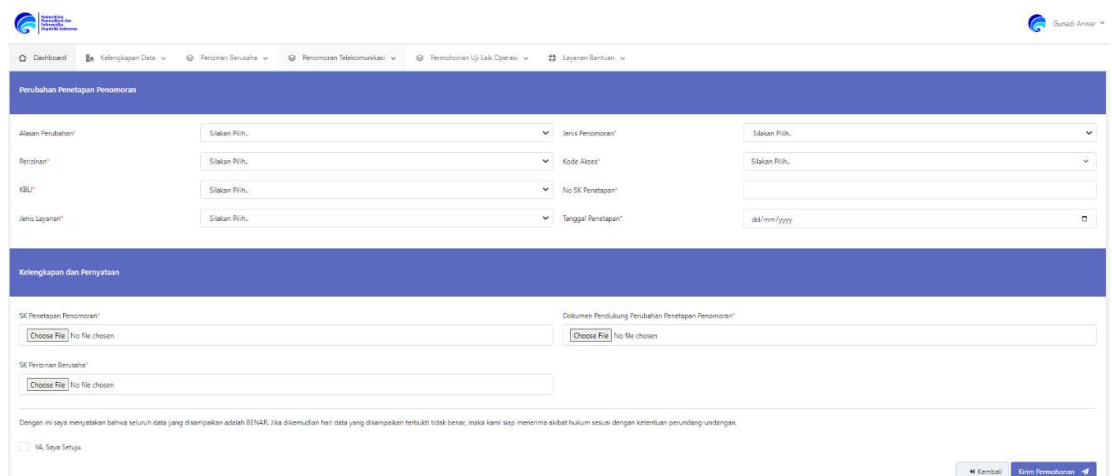 Kementrian
Komunikasi dan
Informatika
Republik Indonesia
Gunadi Anwar
Dashboard
Kelengkapan Data
Perizinan Berusaha
Penomoran Telekomunikasi
Permohonan Uji Laik Operasi
Layanan Bantuan
Perubahan Penetapan Penomoran
Alasan Perubahan* Silakan Pilih.. Jenis Penomoran* Silakan Pilih..
Perizinan* Silakan Pilih.. Kode Akses* Silakan Pilih..
KBLI* Silakan Pilih.. No SK Penetapan*
Jenis Layanan* Silakan Pilih.. Tanggal Penetapan* dd/mm/yyyy
Kelengkapan dan Pernyataan
SK Penetapan Penomoran* Dokumen Pendukung Perubahan Penetapan Penomoran*
Choose File No file chosen Choose File No file chosen
SK Perizinan Berusaha*
Choose File No file chosen
Dengan ini saya menyatakan bahwa seluruh data yang disampaikan adalah BENAR. Jika dikemudian hari data yang disampaikan terbukti tidak benar, maka kami siap menerima akibat hukum sesuai dengan ketentuan perundang-undangan.
YA, Saya Setuju.
Kembali Kirim Permohonan